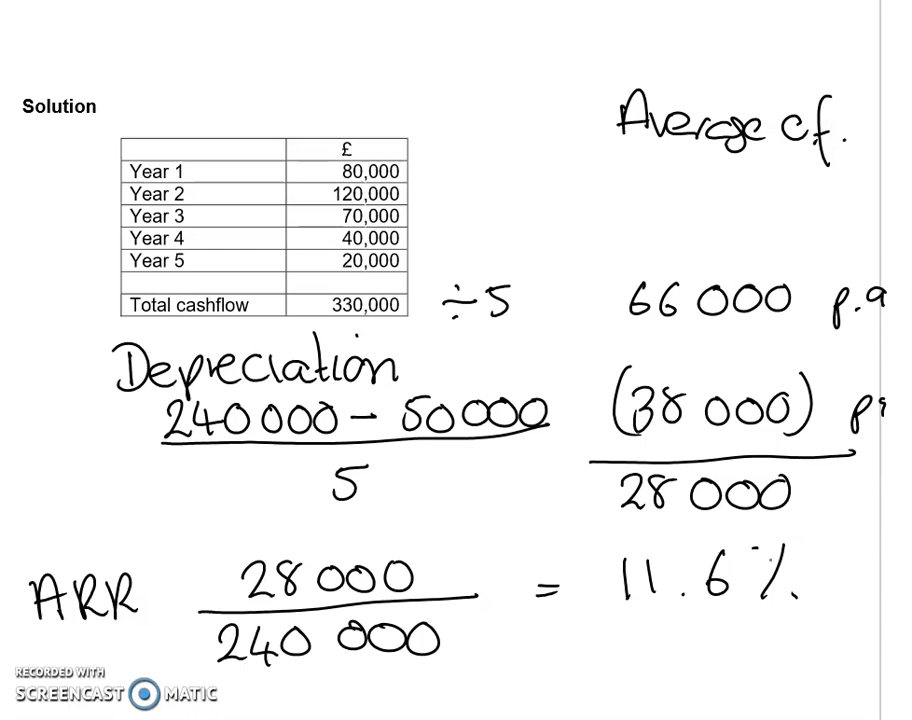 Average cf.
Solution
£
Year 1 80,000
Year 2 120,000
Year 3 70,000
Year 4 40,000
Year 5 20,000
Total cashflow 330,000 ÷5 66 000 p.a
Depreciation
240 000 - 50 000 (38 000) pa
5 28 000
ARR 28 000 = 11.6%
240 000
RECORDED WITH
SCREENCAST MATIC